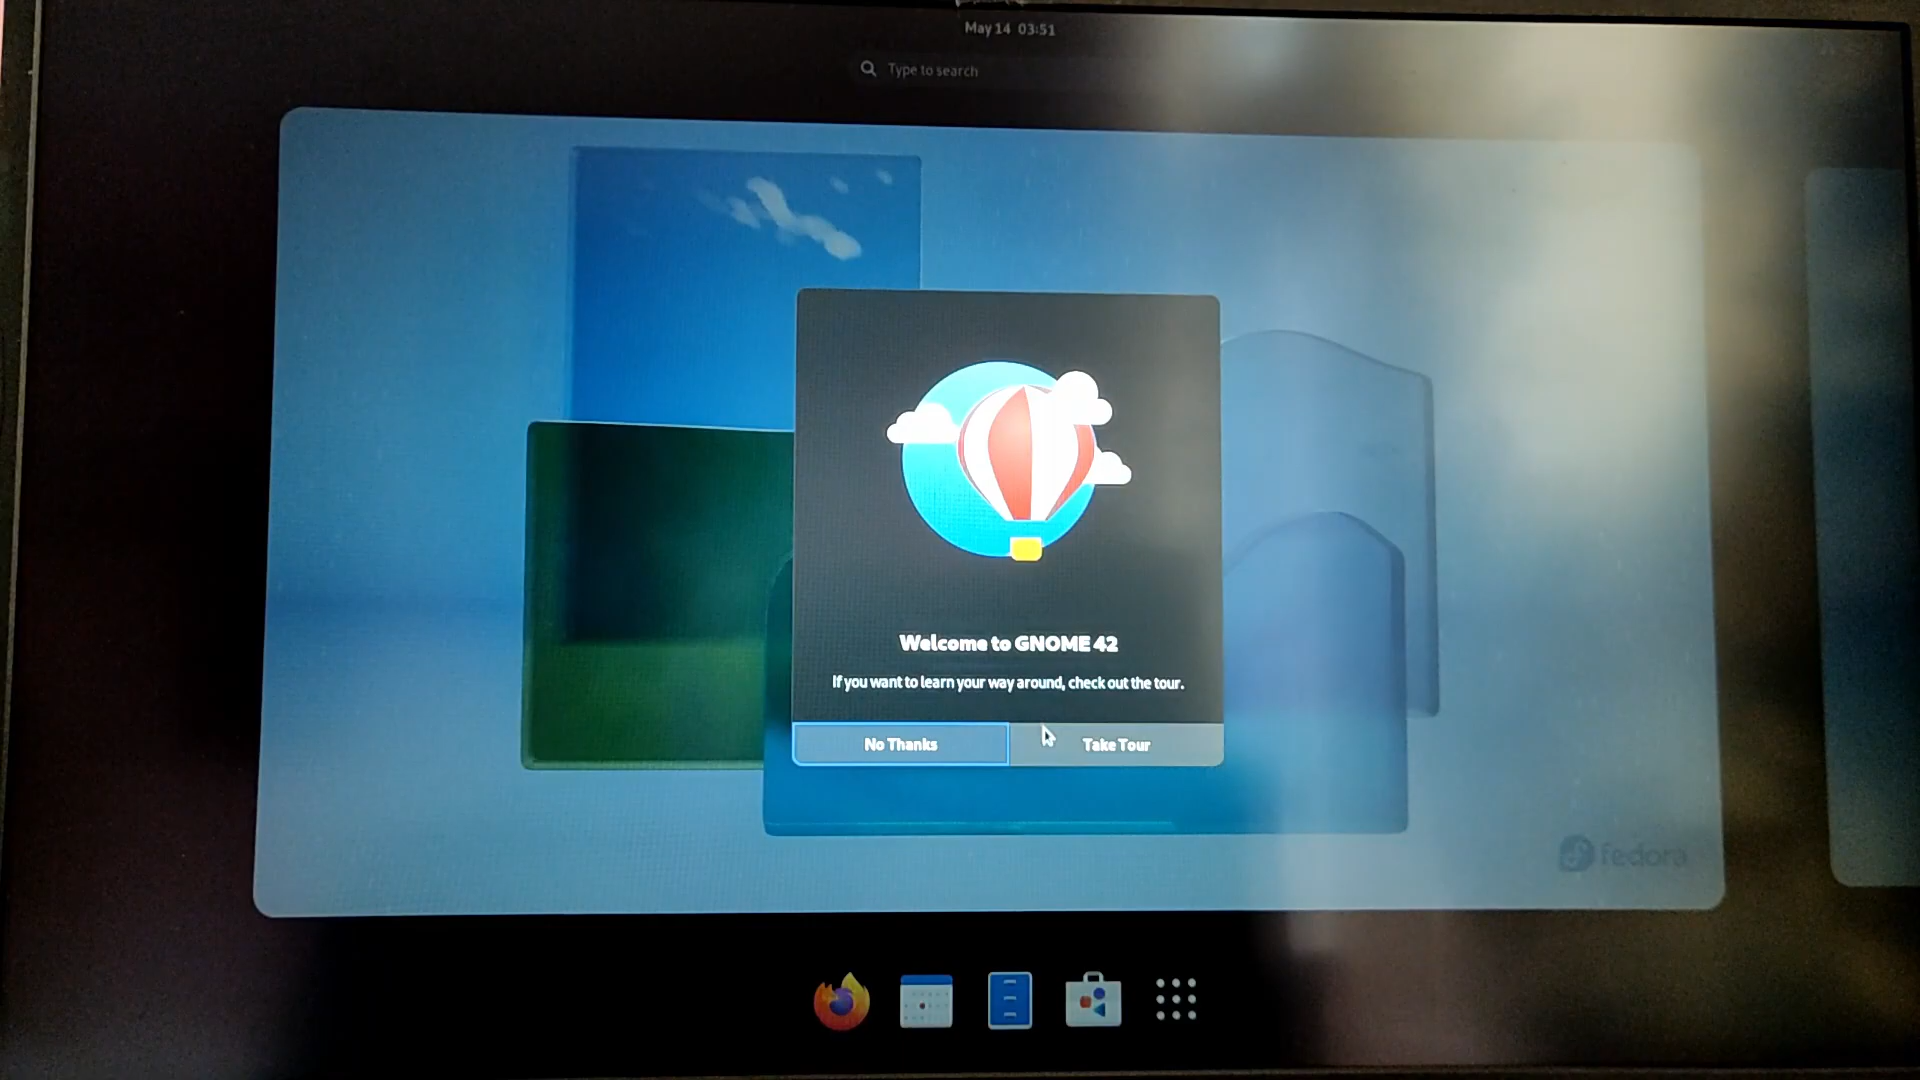 May 14 03:51
Type to search
Welcome to GNOME 42
If you want to learn your way around, check out the tour.
No Thanks
Take Tour
fedora